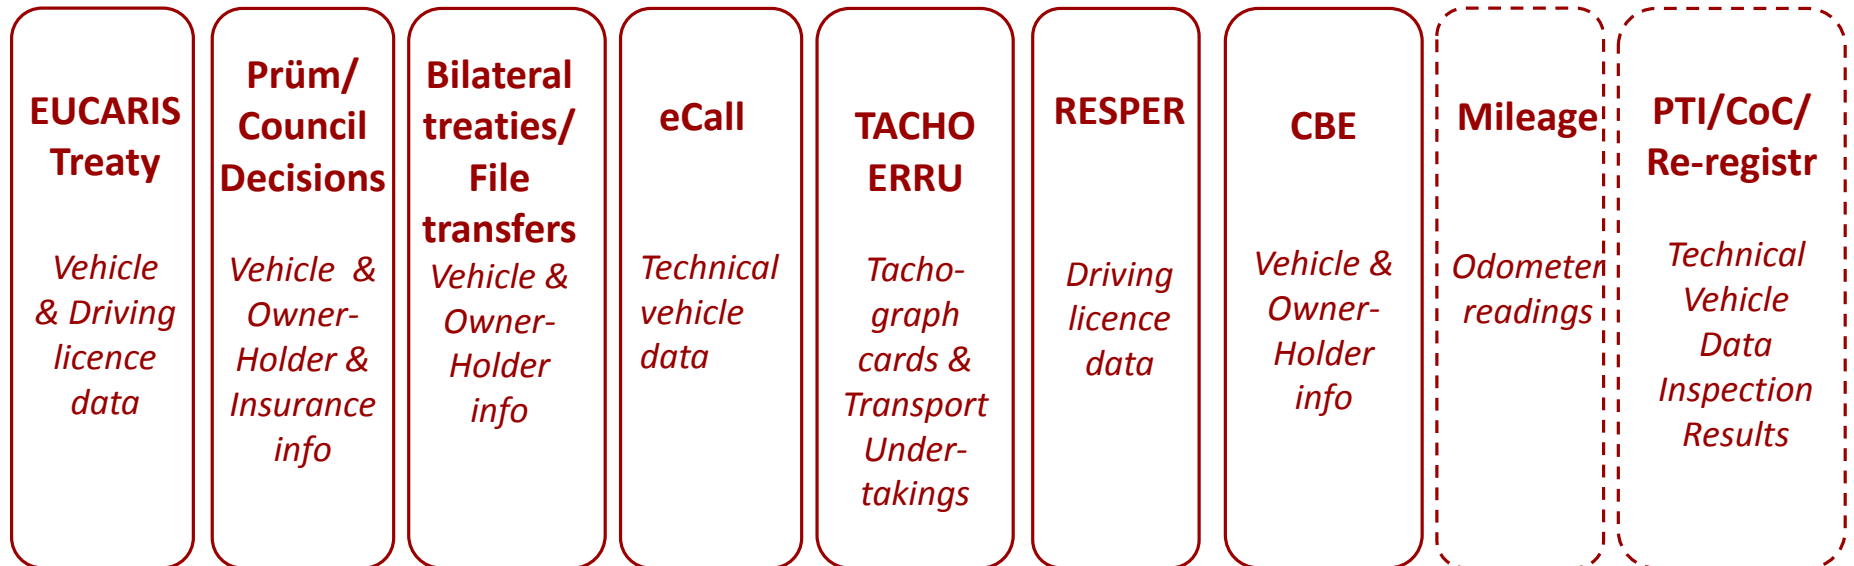 EUCARIS
Treaty
Vehicle
& Driving
licence
data
Prüm/
Council
Decisions
Vehicle &
Owner-
Holder &
Insurance
info
Bilateral
treaties/
File
transfers
Vehicle &
Owner-
Holder
info
eCall
Technical
vehicle
data
TACHO
ERRU
Tacho-
graph
cards &
Transport
Under-
takings
RESPER
Driving
licence
data
CBE
Vehicle &
Owner-
Holder
info
Mileage
Odometer
readings
PTI/CoC/
Re-registr
Technical
Vehicle
Data
Inspection
Results